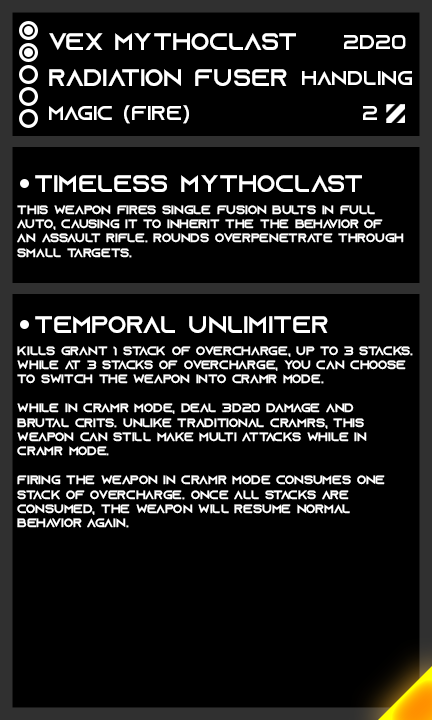 VEX MYTHOCLAST 2D20
RADIATION FUSER HANDLING
MAGIC (FIRE) 2
• TIMELESS MYTHOCLAST
THIS WEAPON FIRES SINGLE FUSION BULTS IN FULL
AUTO, CAUSING IT TO INHERIT THE THE BEHAVIOR OF
AN ASSAULT RIFLE. ROUNDS OVERPENETRATE THROUGH
SMALL TARGETS.
• TEMPORAL UNLIMITER
KILLS GRANT 1 STACK OF OVERCHARGE, UP TO 3 STACKS.
WHILE AT 3 STACKS OF OVERCHARGE, YOU CAN CHOOSE
TO SWITCH THE WEAPON INTO CRAMR MODE.
WHILE IN CRAMR MODE, DEAL 3D20 DAMAGE AND
BRUTAL CRITS. UNLIKE TRADITIONAL CRAMRS, THIS
WEAPON CAN STILL MAKE MULTI ATTACKS WHILE IN
CRAMR MODE.
FIRING THE WEAPON IN CRAMR MODE CONSUMES ONE
STACK OF OVERCHARGE. ONCE ALL STACKS ARE
CONSUMED, THE WEAPON WILL RESUME NORMAL
BEHAVIOR AGAIN.